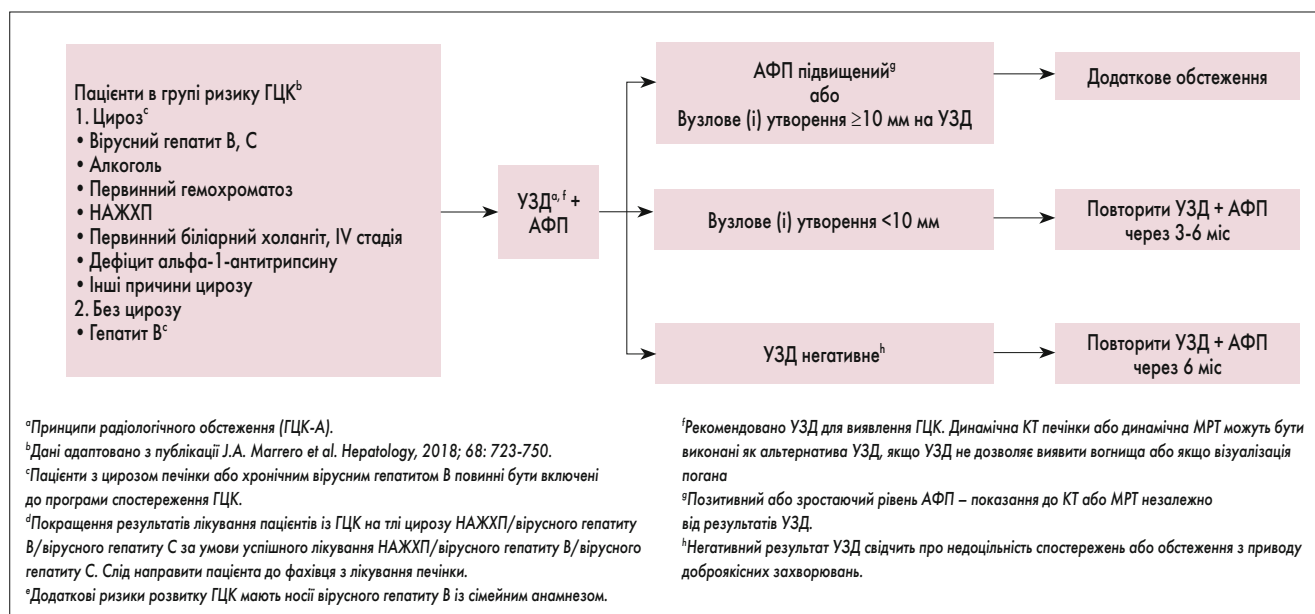 Пацієнти в групі ризику ГЦКᵇ
1. Цирозᶜ
• Вірусний гепатит В, С
• Алкоголь
• Первинний гемохроматоз
• НАЖХП
• Первинний біліарний холангіт, IV стадія
• Дефіцит альфа-1-антитрипсину
• Інші причини цирозу
2. Без цирозу
• Гепатит Вᶜ
УЗДᵃ, ᶠ +
АФП
АФП підвищенийᵍ
або
Вузлове (і) утворення ≥10 мм на УЗД
Додаткове обстеження
Вузлове (і) утворення <10 мм
Повторити УЗД + АФП
через 3-6 міс
УЗД негативнеʰ
Повторити УЗД + АФП
через 6 міс
ᵃПринципи радіологічного обстеження (ГЦК-А).
ᵇДані адаптовано з публікації J.A. Marrero et al. Hepatology, 2018; 68: 723-750.
ᶜПацієнти з цирозом печінки або хронічним вірусним гепатитом В повинні бути включені
до програми спостереження ГЦК.
ᵈПокращення результатів лікування пацієнтів із ГЦК на тлі цирозу НАЖХП/вірусного гепатиту
В/вірусного гепатиту С за умови успішного лікування НАЖХП/вірусного гепатиту В/вірусного
гепатиту С. Слід направити пацієнта до фахівця з лікування печінки.
ᵉДодаткові ризики розвитку ГЦК мають носії вірусного гепатиту В із сімейним анамнезом.
ᶠРекомендовано УЗД для виявлення ГЦК. Динамічна КТ печінки або динамічна МРТ можуть бути
виконані як альтернатива УЗД, якщо УЗД не дозволяє виявити вогнища або якщо візуалізація
погана
ᵍПозитивний або зростаючий рівень АФП – показання до КТ або МРТ незалежно
від результатів УЗД.
ʰНегативний результат УЗД свідчить про недоцільність спостережень або обстеження з приводу
доброякісних захворювань.